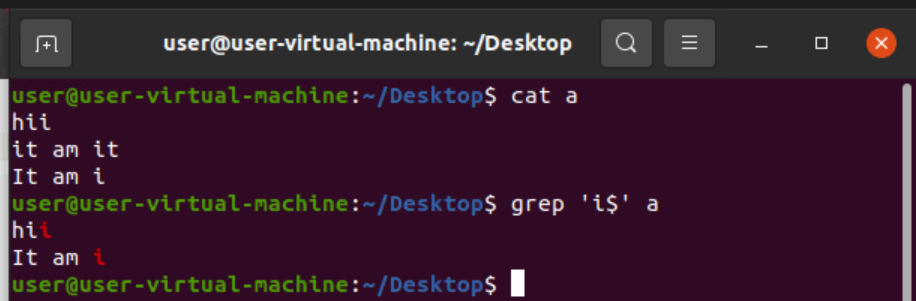 user@user-virtual-machine: ~/Desktop
user@user-virtual-machine:~/Desktop$ cat a
hii
it am it
It am i
user@user-virtual-machine:~/Desktop$ grep 'i$' a
hii
It am i
user@user-virtual-machine:~/Desktop$